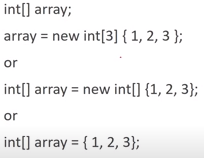 int[] array;
array = new int[3] { 1, 2, 3 };
or
int[] array = new int[] {1, 2, 3};
or
int[] array = { 1, 2, 3};